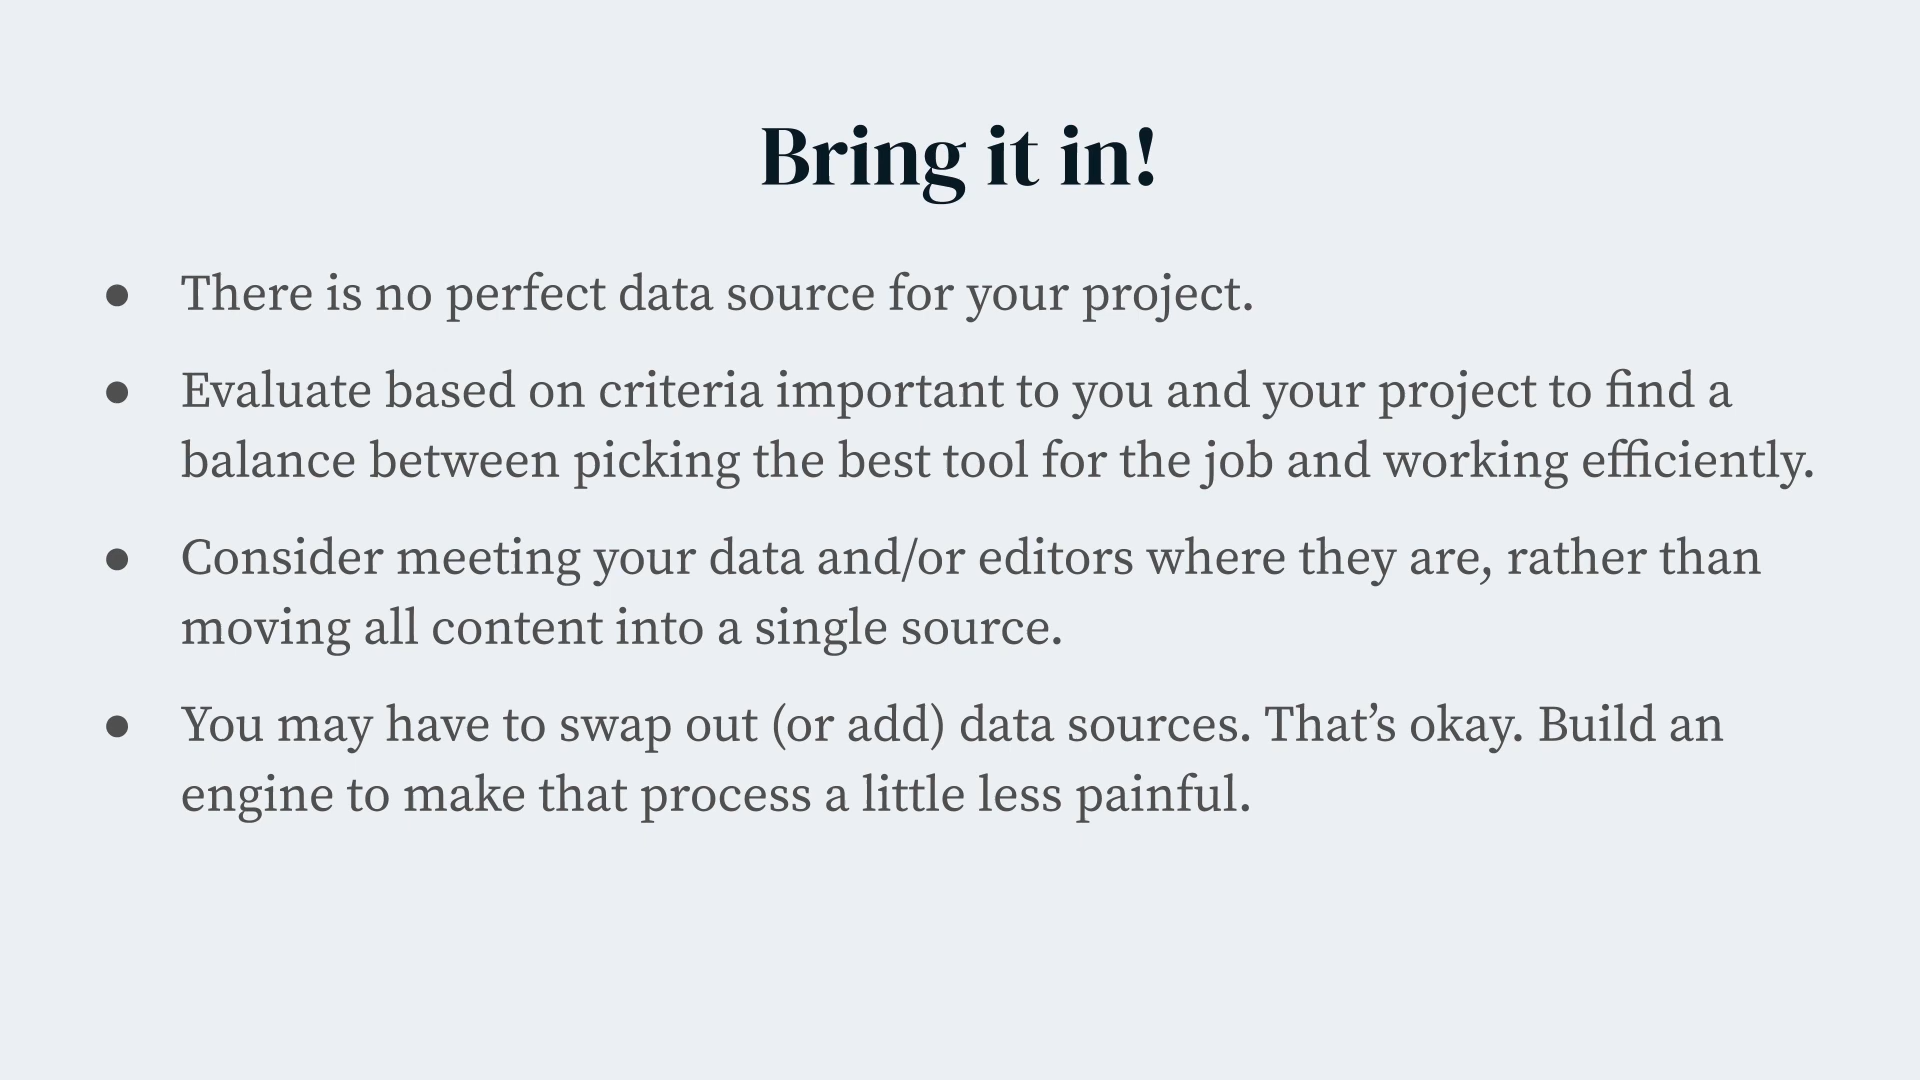 Bring it in!
● There is no perfect data source for your project.
● Evaluate based on criteria important to you and your project to find a
balance between picking the best tool for the job and working efficiently.
● Consider meeting your data and/or editors where they are, rather than
moving all content into a single source.
● You may have to swap out (or add) data sources. That’s okay. Build an
engine to make that process a little less painful.